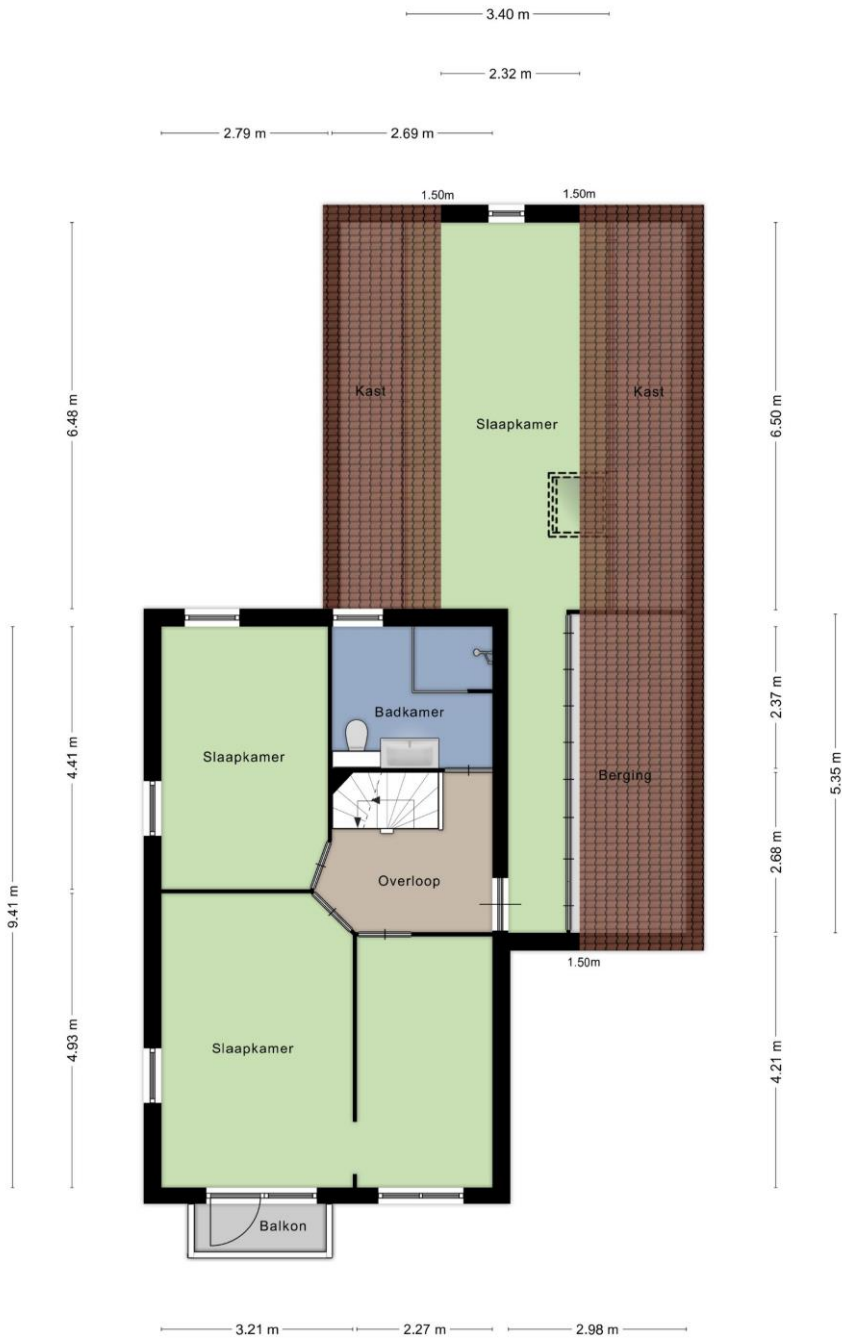 3.40 m
2.32 m
2.79 m
2.69 m
1.50m
1.50m
Kast
Kast
6.48 m
6.50 m
Slaapkamer
Badkamer
2.37 m
Slaapkamer
4.41 m
Berging
5.35 m
2.68 m
Overloop
9.41 m
1.50m
Slaapkamer
4.93 m
4.21 m
Balkon
3.21 m
2.27 m
2.98 m